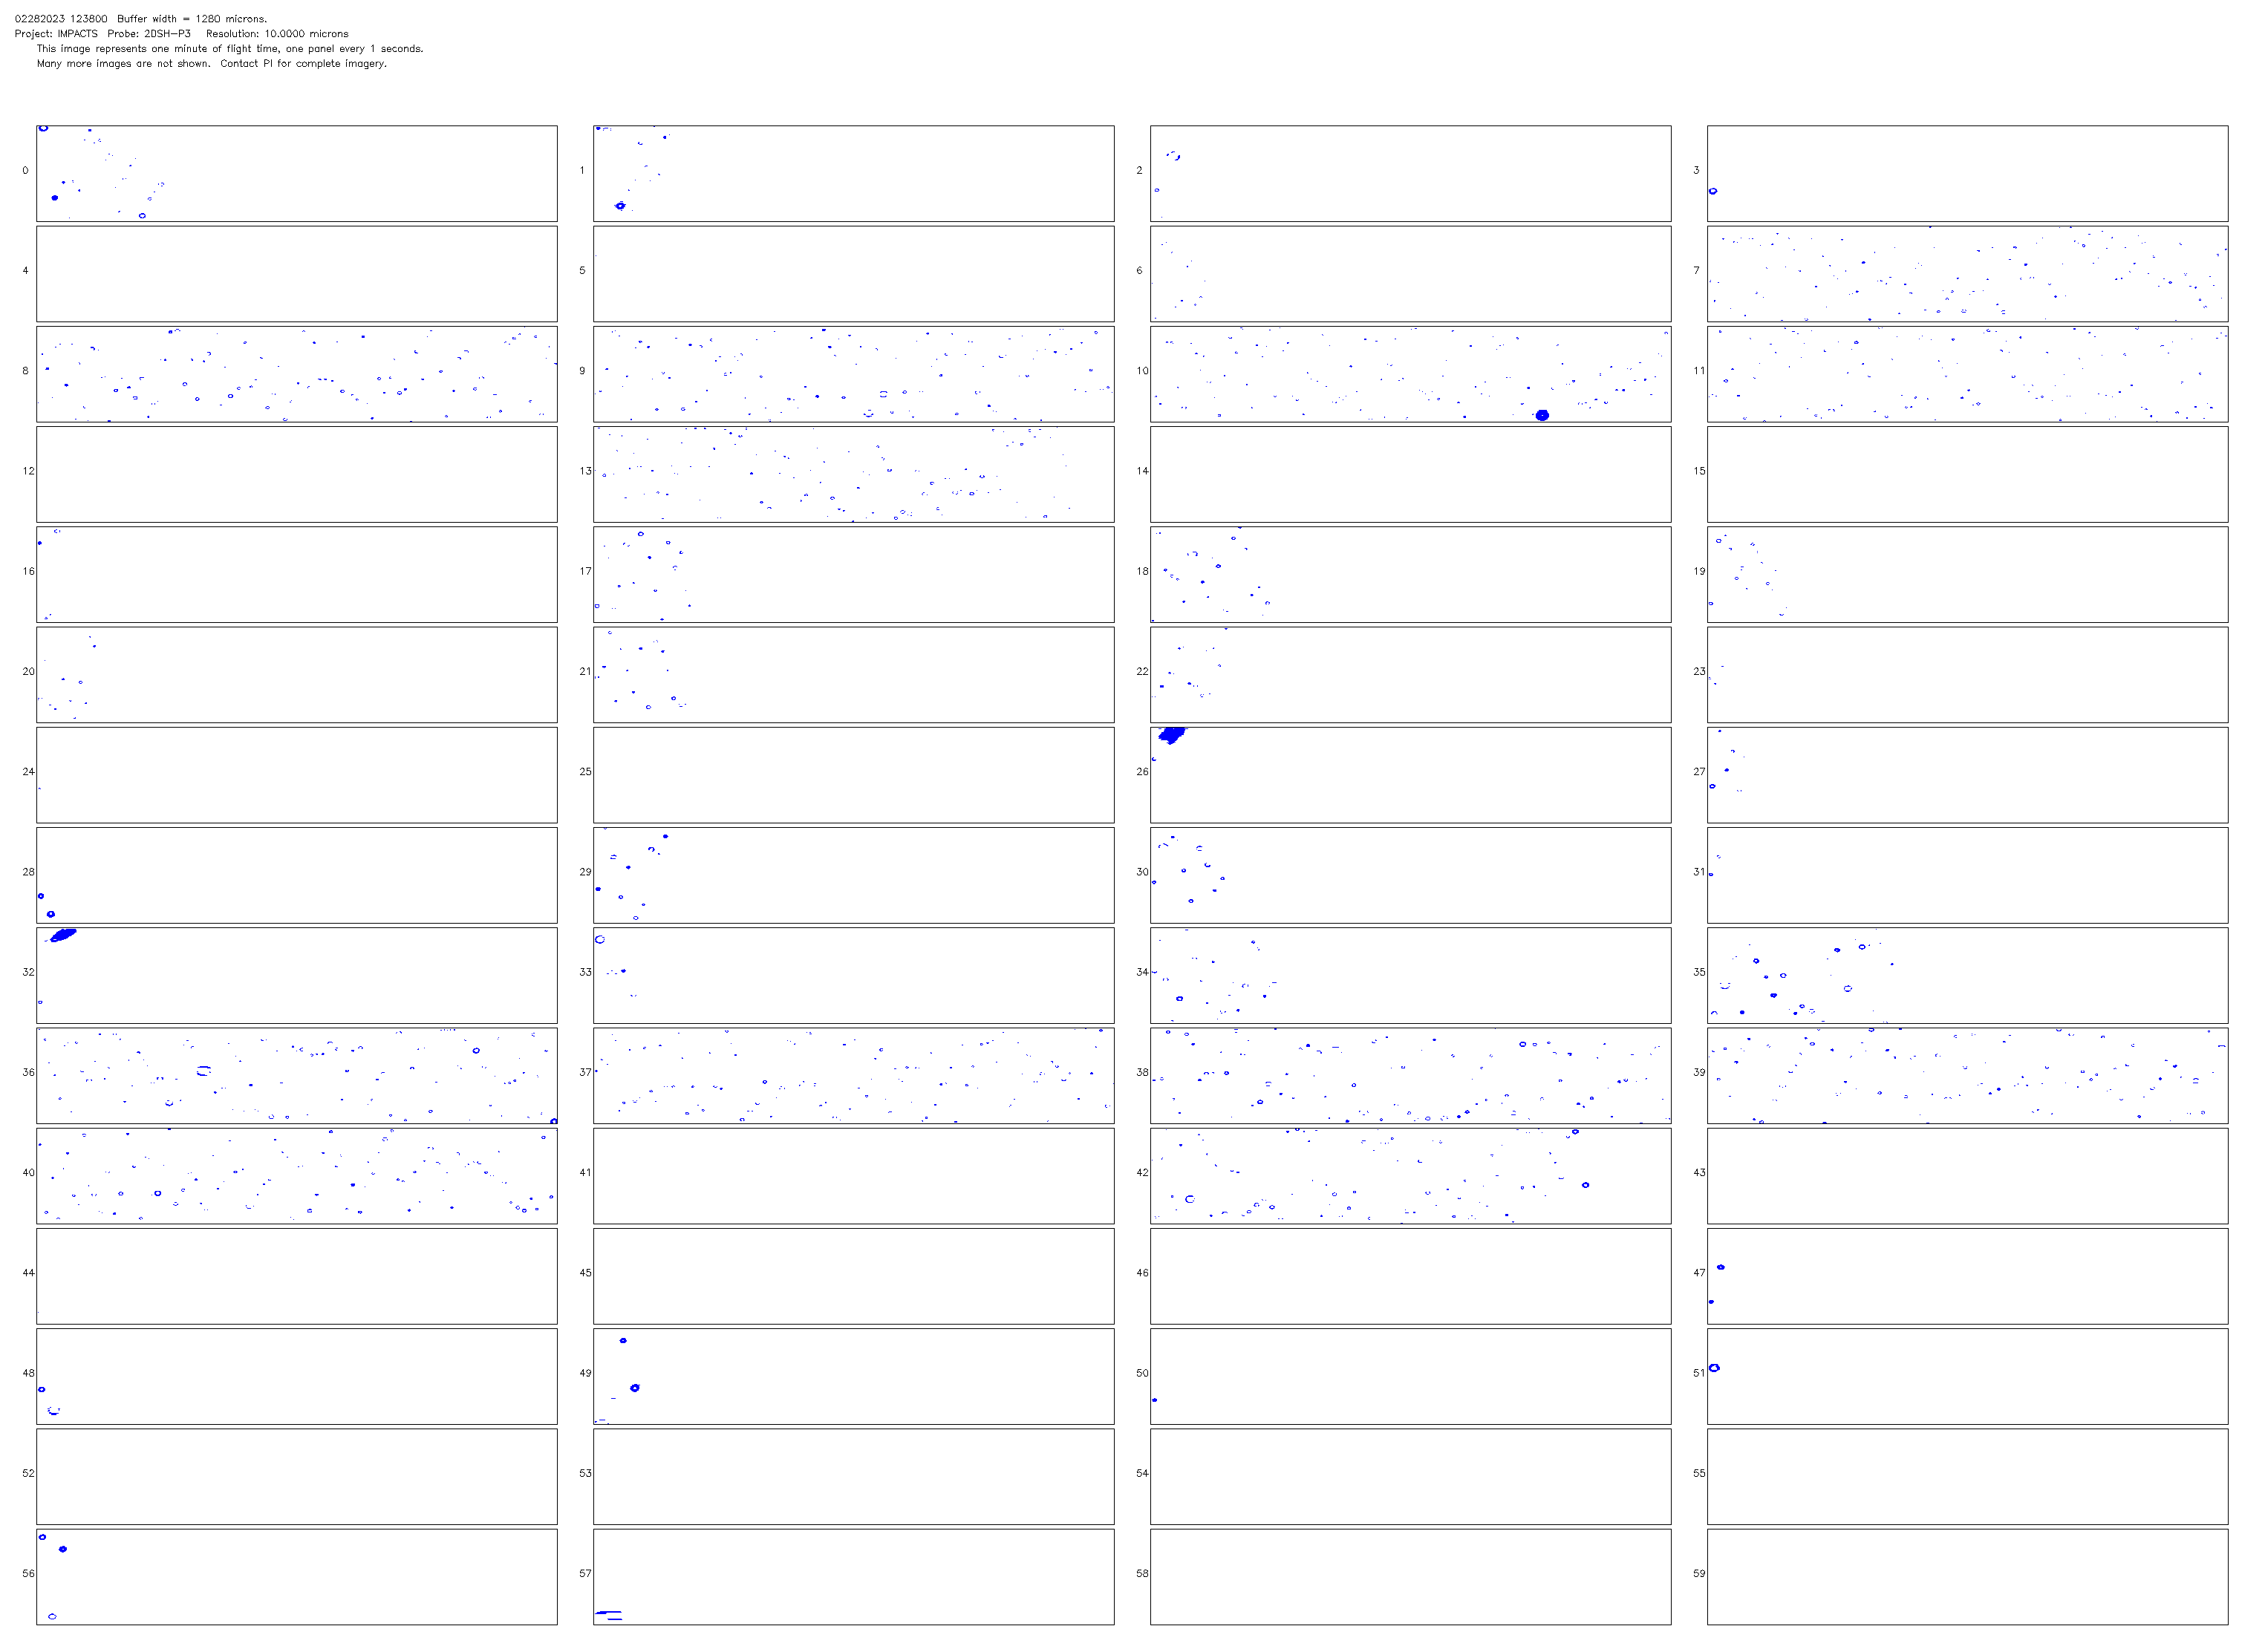 02282023 123800  Buffer width = 1280 microns.
Project: IMPACTS  Probe: 2DSH-P3    Resolution: 10.0000 microns
This image represents one minute of flight time, one panel every 1 seconds.
Many more images are not shown.  Contact PI for complete imagery.
0 1 2 3
4 5 6 7
8 9 10 11
12 13 14 15
16 17 18 19
20 21 22 23
24 25 26 27
28 29 30 31
32 33 34 35
36 37 38 39
40 41 42 43
44 45 46 47
48 49 50 51
52 53 54 55
56 57 58 59